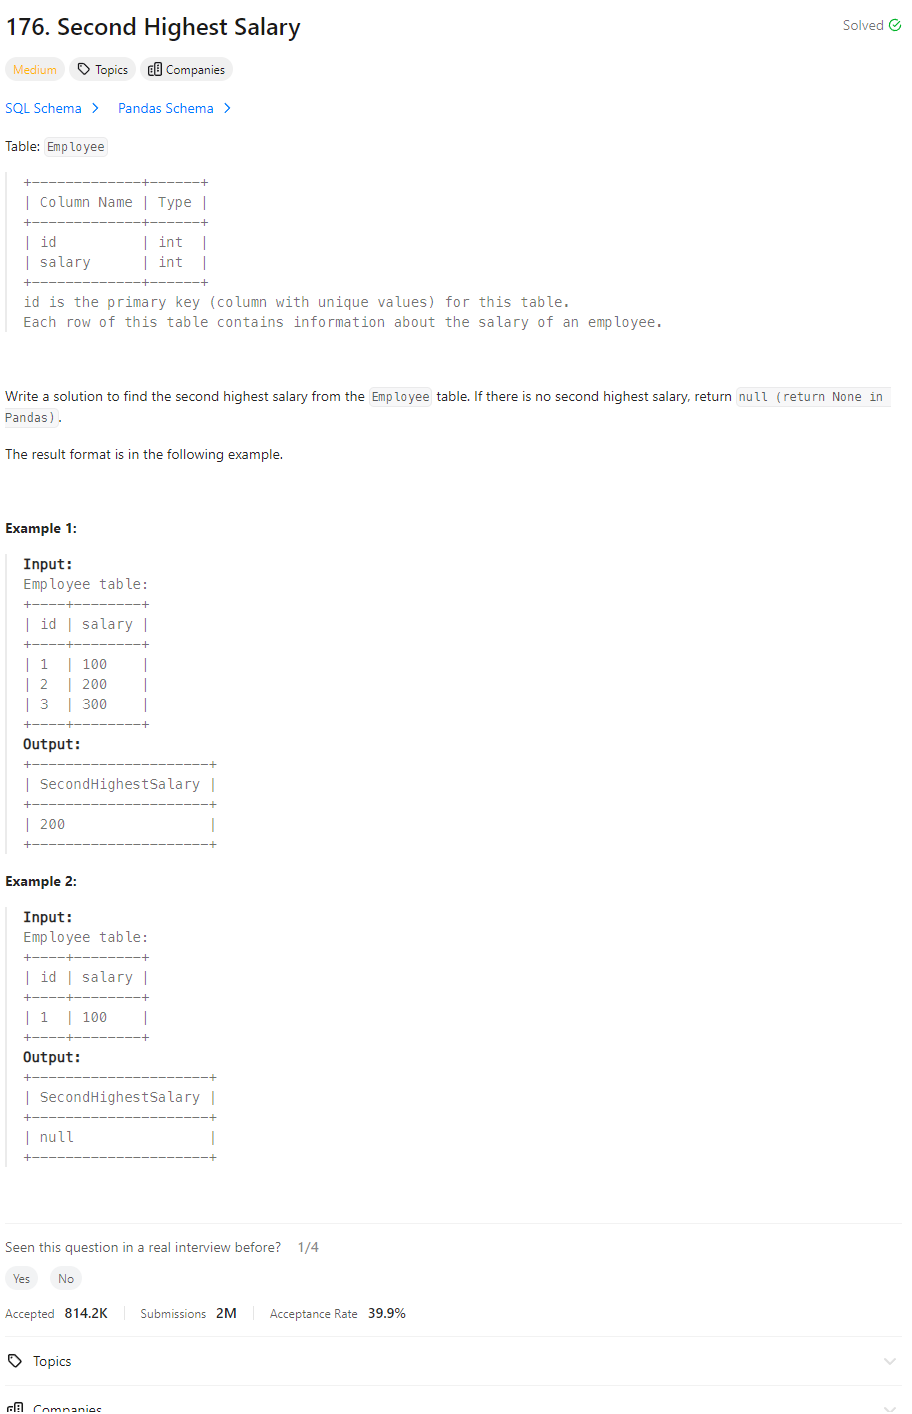 176. Second Highest Salary
Solved
Medium Topics Companies
SQL Schema > Pandas Schema >
Table: Employee
+-------------+------+
| Column Name | Type |
+-------------+------+
| id          | int  |
| salary      | int  |
+-------------+------+
id is the primary key (column with unique values) for this table.
Each row of this table contains information about the salary of an employee.
Write a solution to find the second highest salary from the Employee table. If there is no second highest salary, return null (return None in
Pandas).
The result format is in the following example.
Example 1:
Input:
Employee table:
+----+--------+
| id | salary |
+----+--------+
| 1  | 100    |
| 2  | 200    |
| 3  | 300    |
+----+--------+
Output:
+---------------------+
| SecondHighestSalary |
+---------------------+
| 200                 |
+---------------------+
Example 2:
Input:
Employee table:
+----+--------+
| id | salary |
+----+--------+
| 1  | 100    |
+----+--------+
Output:
+---------------------+
| SecondHighestSalary |
+---------------------+
| null                |
+---------------------+
Seen this question in a real interview before? 1/4
Yes No
Accepted 814.2K Submissions 2M Acceptance Rate 39.9%
Topics
Companies